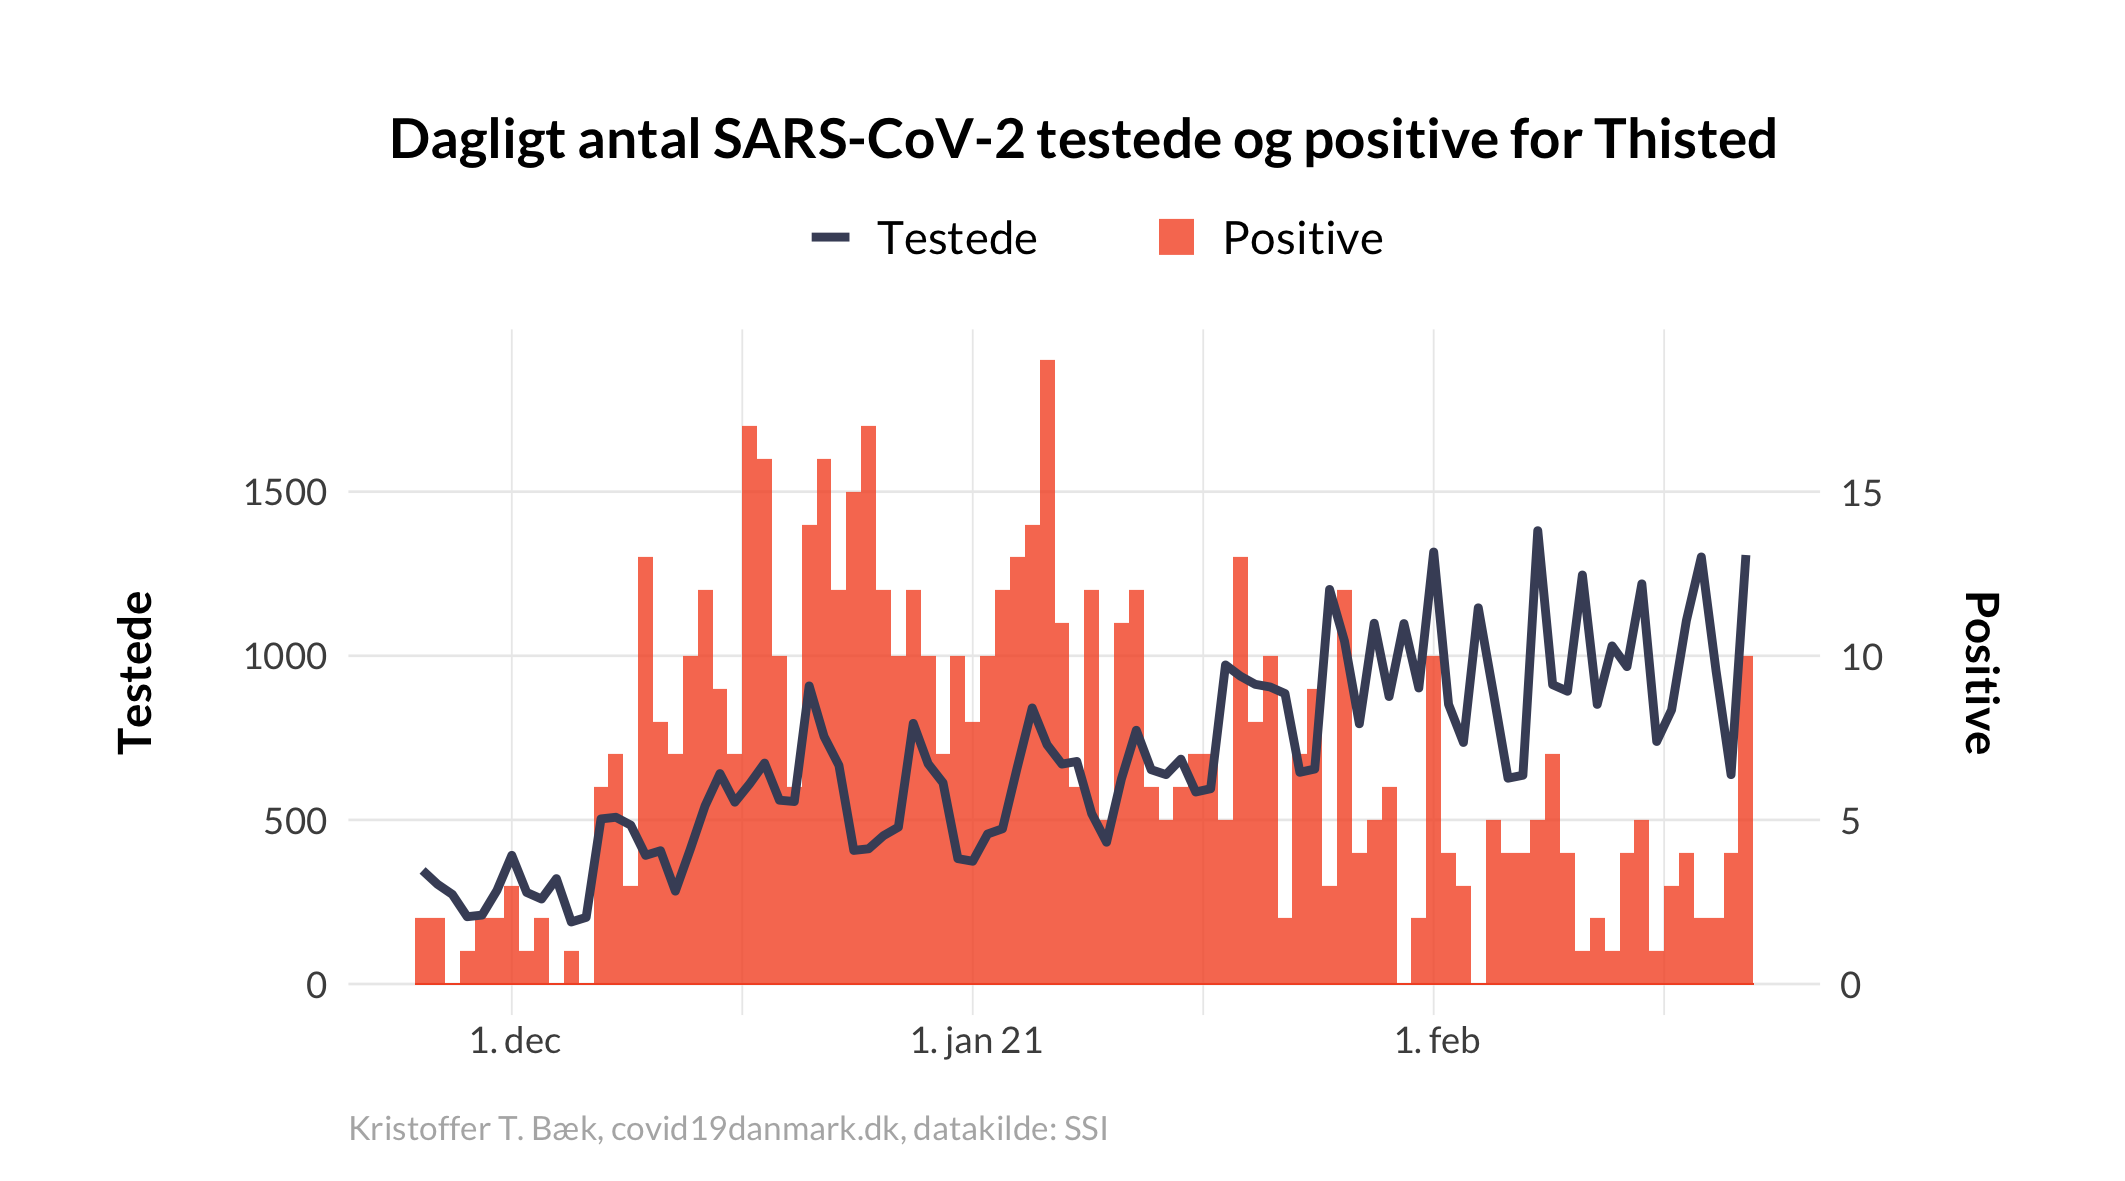 Dagligt antal SARS-CoV-2 testede og positive for Thisted
Testede
Positive
1500
1000
500
0
Testede
15
10
5
0
Positive
1. dec
1. jan 21
1. feb
Kristoffer T. Bæk, covid19danmark.dk, datakilde: SSI